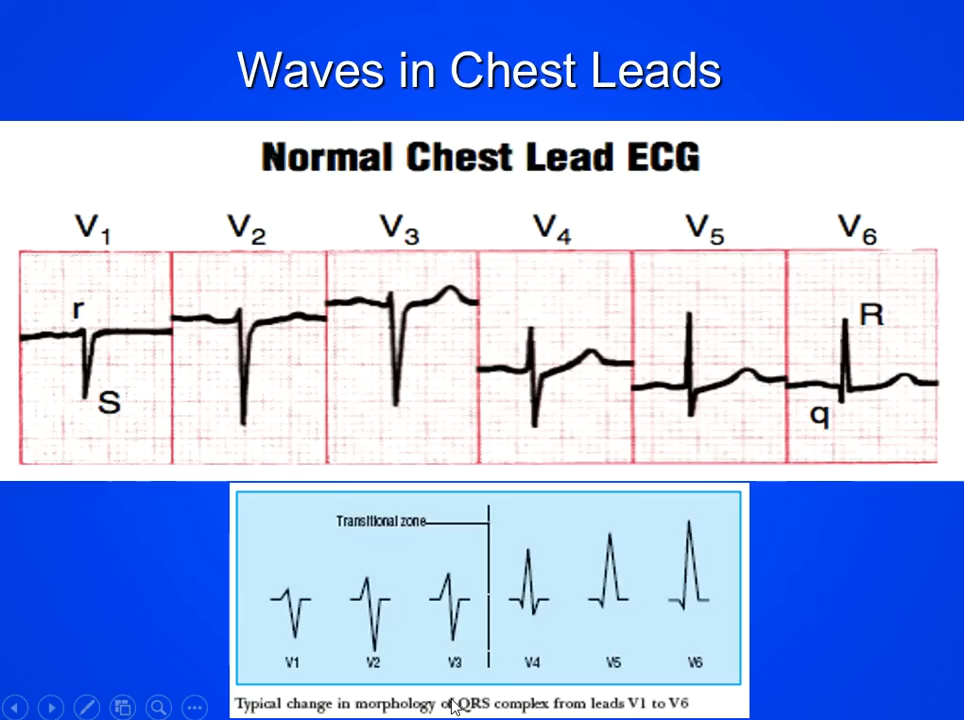 Waves in Chest Leads
Normal Chest Lead ECG
V₁ V₂ V₃ V₄ V₅ V₆
r
R
S
q
Transitional zone
V1 V2 V3 V4 V5 V6
Typical change in morphology of QRS complex from leads V1 to V6